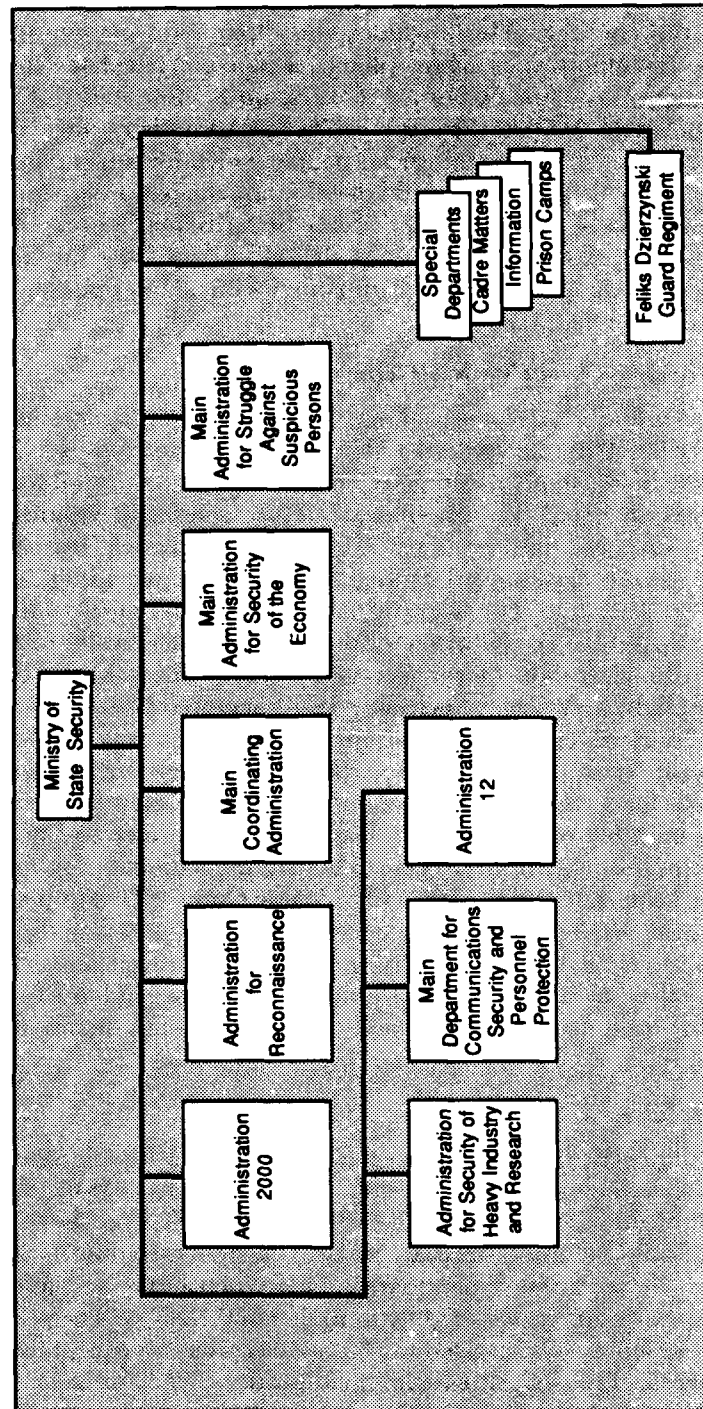 Ministry of
State Security
Administration
2000
Administration
for
Reconnaissance
Main
Coordinating
Administration
Main
Administration
for Security
of the
Economy
Main
Administration
for Struggle
Against
Suspicious
Persons
Administration
for Security of
Heavy Industry
and Research
Main
Department for
Communications
Security and
Personnel
Protection
Administration
12
Special
Departments
Cadre Matters
Information
Prison Camps
Feliks Dzierzynski
Guard Regiment